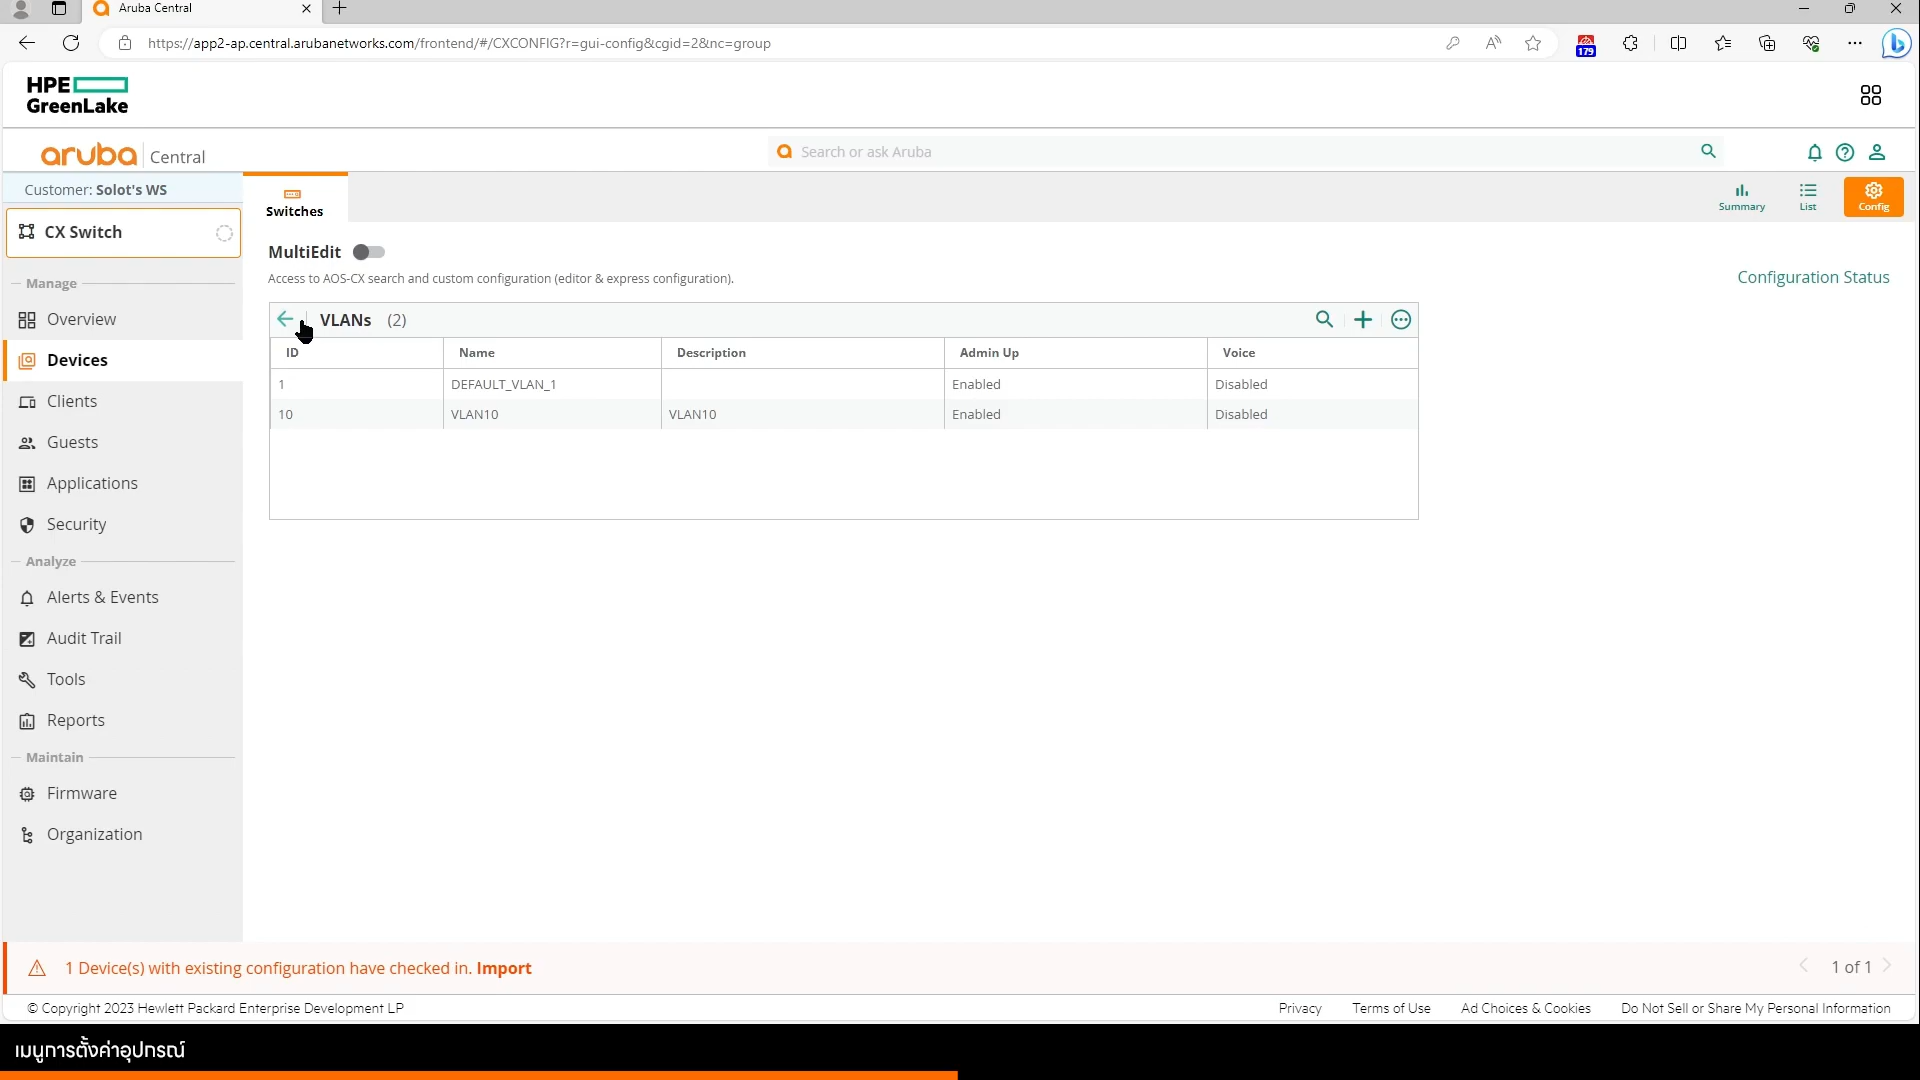 Aruba Central
https://app2-ap.central.arubanetworks.com/frontend/#/CXCONFIG?r=gui-config&cgid=2&nc=group
179
HPE
GreenLake
aruba Central
Search or ask Aruba
Customer: Solot's WS
Switches
Summary
List
Config
CX Switch
MultiEdit
Access to AOS-CX search and custom configuration (editor & express configuration).
Configuration Status
Manage
Overview
Devices
Clients
Guests
Applications
Security
Analyze
Alerts & Events
Audit Trail
Tools
Reports
Maintain
Firmware
Organization
VLANs (2)
ID Name Description Admin Up Voice
1 DEFAULT_VLAN_1 Enabled Disabled
10 VLAN10 VLAN10 Enabled Disabled
1 Device(s) with existing configuration have checked in. Import
1 of 1
© Copyright 2023 Hewlett Packard Enterprise Development LP
Privacy Terms of Use Ad Choices & Cookies Do Not Sell or Share My Personal Information
เมนูการตั้งค่าอุปกรณ์